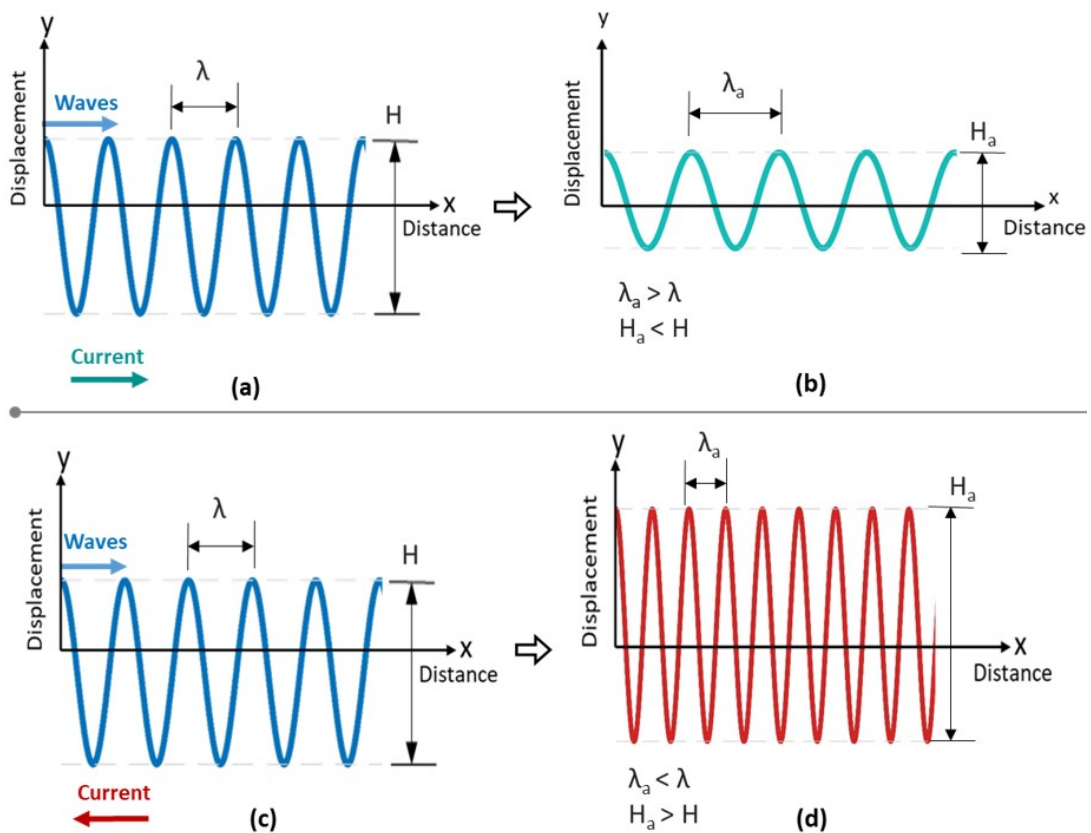 y
Displacement
Waves
λ
H
x
Distance
Current
(a)
y
Displacement
λₐ
Hₐ
x
Distance
λₐ > λ
Hₐ < H
(b)
y
Displacement
Waves
λ
H
x
Distance
Current
(c)
y
Displacement
λₐ
Hₐ
x
Distance
λₐ < λ
Hₐ > H
(d)